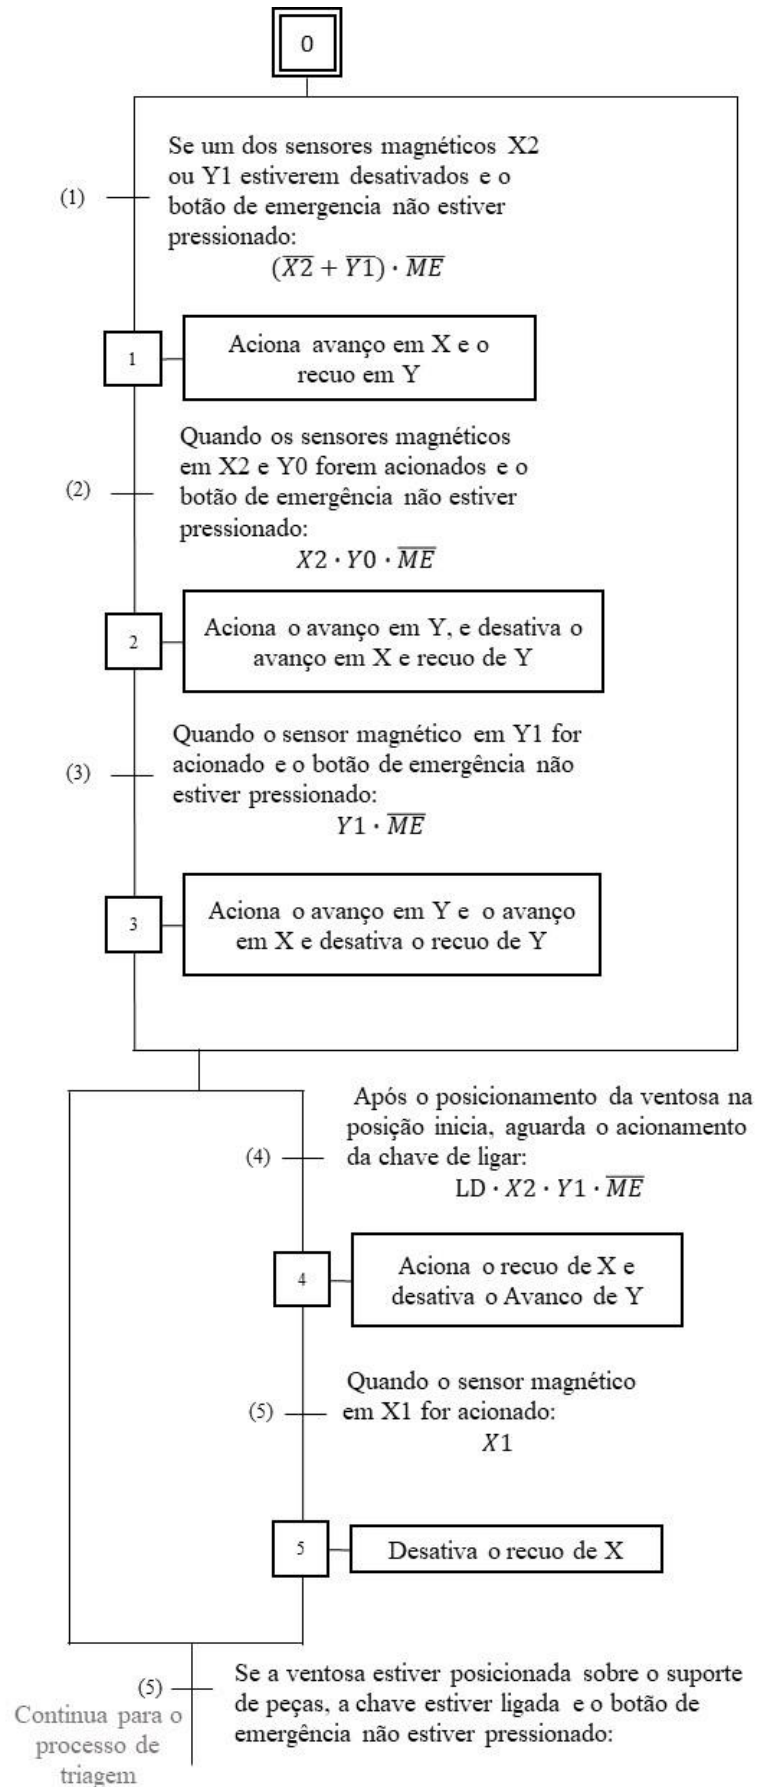 0
Se um dos sensores magnéticos X2
ou Y1 estiverem desativados e o
(1)
botão de emergencia não estiver
pressionado:
(X̅2̅ + Y̅1̅) · M̅E̅
1
Aciona avanço em X e o
recuo em Y
Quando os sensores magnéticos
em X2 e Y0 forem acionados e o
(2)
botão de emergência não estiver
pressionado:
X2 · Y0 · M̅E̅
2
Aciona o avanço em Y, e desativa o
avanço em X e recuo de Y
Quando o sensor magnético em Y1 for
(3)
acionado e o botão de emergência não
estiver pressionado:
Y1 · M̅E̅
3
Aciona o avanço em Y e o avanço
em X e desativa o recuo de Y
Após o posicionamento da ventosa na
posição inicia, aguarda o acionamento
(4)
da chave de ligar:
LD · X2 · Y1 · M̅E̅
4
Aciona o recuo de X e
desativa o Avanco de Y
Quando o sensor magnético
(5)
em X1 for acionado:
X1
5
Desativa o recuo de X
(5)
Se a ventosa estiver posicionada sobre o suporte
de peças, a chave estiver ligada e o botão de
emergência não estiver pressionado:
Continua para o
processo de
triagem